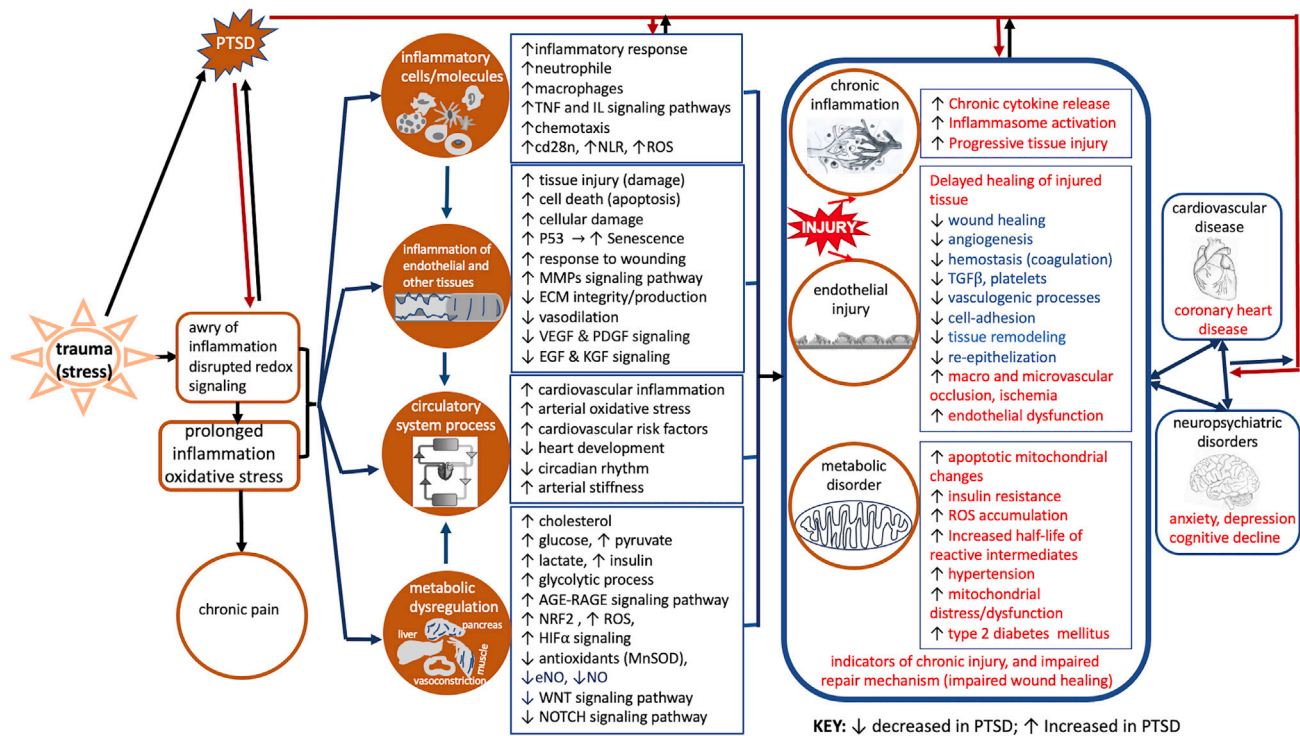 PTSD
trauma
(stress)
awry of
inflammation
disrupted redox
signaling
prolonged
inflammation
oxidative stress
chronic pain
inflammatory
cells/molecules
inflammation of
endothelial and
other tissues
circulatory
system process
metabolic
dysregulation
pancreas
liver
muscle
vasoconstriction
↑inflammatory response
↑neutrophile
↑macrophages
↑TNF and IL signaling pathways
↑chemotaxis
↑cd28n, ↑NLR, ↑ROS
↑ tissue injury (damage)
↑ cell death (apoptosis)
↑ cellular damage
↑ P53 → ↑ Senescence
↑ response to wounding
↑ MMPs signaling pathway
↓ ECM integrity/production
↓ vasodilation
↓ VEGF & PDGF signaling
↓ EGF & KGF signaling
↑ cardiovascular inflammation
↑ arterial oxidative stress
↑ cardiovascular risk factors
↓ heart development
↓ circadian rhythm
↑ arterial stiffness
↑ cholesterol
↑ glucose, ↑ pyruvate
↑ lactate, ↑ insulin
↑ glycolytic process
↑ AGE-RAGE signaling pathway
↑ NRF2 , ↑ ROS,
↑ HIFα signaling
↓ antioxidants (MnSOD),
↓eNO, ↓NO
↓ WNT signaling pathway
↓ NOTCH signaling pathway
chronic
inflammation
INJURY
endothelial
injury
metabolic
disorder
↑ Chronic cytokine release
↑ Inflammasome activation
↑ Progressive tissue injury
Delayed healing of injured
tissue
↓ wound healing
↓ angiogenesis
↓ hemostasis (coagulation)
↓ TGFβ, platelets
↓ vasculogenic processes
↓ cell-adhesion
↓ tissue remodeling
↓ re-epithelization
↑ macro and microvascular
occlusion, ischemia
↑ endothelial dysfunction
↑ apoptotic mitochondrial
changes
↑ insulin resistance
↑ ROS accumulation
↑ Increased half-life of
reactive intermediates
↑ hypertension
↑ mitochondrial
distress/dysfunction
↑ type 2 diabetes mellitus
indicators of chronic injury, and impaired
repair mechanism (impaired wound healing)
cardiovascular
disease
coronary heart
disease
neuropsychiatric
disorders
anxiety, depression
cognitive decline
KEY: ↓ decreased in PTSD; ↑ Increased in PTSD